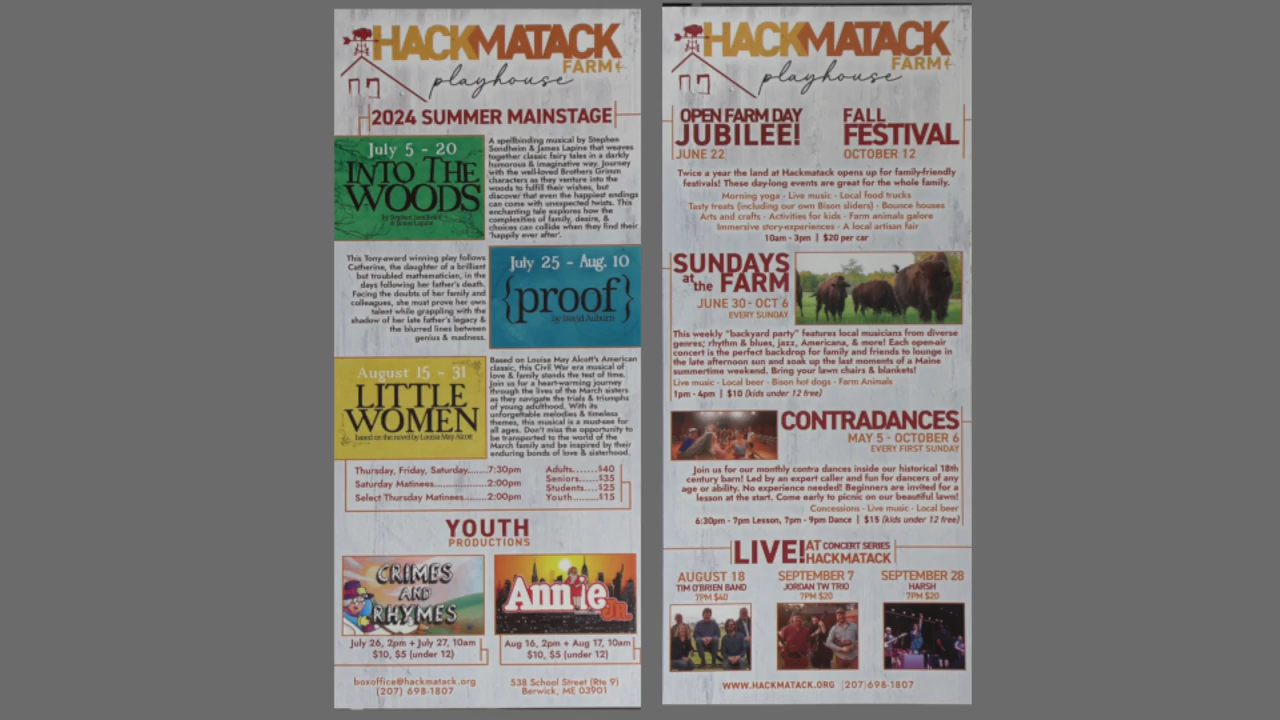 HACKMATACK
FARM
playhouse
2024 SUMMER MAINSTAGE
July 5 - 20
INTO THE
WOODS
by Stephen Sondheim
& James Lapine
A spellbinding musical by Stephen
Sondheim & James Lapine that weaves
together classic fairy tales in a darkly
humorous & imaginative way. Journey
with the well-loved Brothers Grimm
characters as they venture into the
woods to fulfill their wishes, but
discover that even the happiest endings
can come with unexpected twists. This
enchanting tale explores how the
complexities of family, desire, &
choices can collide when they find their
'happily ever after'.
This Tony-award winning play follows
Catherine, the daughter of a brilliant
but troubled mathematician, in the
days following her father's death.
Facing the doubts of her family and
colleagues, she must prove her own
talent while grappling with the
shadow of her late father's legacy &
the blurred lines between
genius & madness.
July 25 - Aug. 10
{proof}
by David Auburn
August 15 - 31
LITTLE
WOMEN
based on the novel by Louisa May Alcott
Based on Louise May Alcott's American
classic, this Civil War era musical of
love & family stands the test of time.
Join us for a heart-warming journey
through the lives of the March sisters
as they navigate the trials & triumphs
of young adulthood. With its
unforgettable melodies & timeless
themes, this musical is a must-see for
all ages. Don't miss the opportunity to
be transported to the world of the
March family and be inspired by their
enduring bonds of love & sisterhood.
Thursday, Friday, Saturday.......7:30pm
Saturday Matinees..................2:00pm
Select Thursday Matinees.......2:00pm
Adults.......$40
Seniors......$35
Students....$25
Youth.........$15
YOUTH
PRODUCTIONS
CRIMES
AND
RHYMES
July 26, 2pm + July 27, 10am
$10, $5 (under 12)
Annie
JR.
Aug 16, 2pm + Aug 17, 10am
$10, $5 (under 12)
boxoffice@hackmatack.org
(207) 698-1807
538 School Street (Rte 9)
Berwick, ME 03901
HACKMATACK
FARM
playhouse
OPEN FARM DAY
JUBILEE!
JUNE 22
FALL
FESTIVAL
OCTOBER 12
Twice a year the land at Hackmatack opens up for family-friendly
festivals! These day-long events are great for the whole family.
Morning yoga - Live music - Local food trucks
Tasty treats (including our own Bison sliders) - Bounce houses
Arts and crafts - Activities for kids - Farm animals galore
Immersive story-experiences - A local artisan fair
10am - 3pm | $20 per car
SUNDAYS
at the FARM
JUNE 30 - OCT 6
EVERY SUNDAY
This weekly "backyard party" features local musicians from diverse
genres; rhythm & blues, jazz, Americana, & more! Each open-air
concert is the perfect backdrop for family and friends to lounge in
the late afternoon sun and soak up the last moments of a Maine
summertime weekend. Bring your lawn chairs & blankets!
Live music - Local beer - Bison hot dogs - Farm Animals
1pm - 4pm | $10 (kids under 12 free)
CONTRADANCES
MAY 5 - OCTOBER 6
EVERY FIRST SUNDAY
Join us for our monthly contra dances inside our historical 18th
century barn! Led by an expert caller and fun for dancers of any
age or ability. No experience needed! Beginners are invited for a
lesson at the start. Come early to picnic on our beautiful lawn!
Concessions - Live music - Local beer
6:30pm - 7pm Lesson, 7pm - 9pm Dance | $15 (kids under 12 free)
LIVE! AT CONCERT SERIES
HACKMATACK
AUGUST 18
TIM O'BRIEN BAND
7PM $40
SEPTEMBER 7
JORDAN TW TRIO
7PM $20
SEPTEMBER 28
HARSH
7PM $20
WWW.HACKMATACK.ORG (207)698-1807